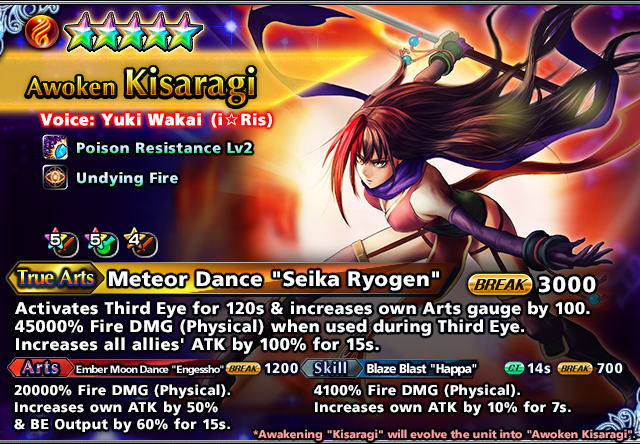 Awoken Kisaragi
Voice: Yuki Wakai (i☆Ris)
Poison Resistance Lv2
Undying Fire
5 5 4
True Arts Meteor Dance "Seika Ryogen" BREAK 3000
Activates Third Eye for 120s & increases own Arts gauge by 100.
45000% Fire DMG (Physical) when used during Third Eye.
Increases all allies' ATK by 100% for 15s.
Arts Ember Moon Dance "Engessho" BREAK 1200
20000% Fire DMG (Physical).
Increases own ATK by 50%
& BE Output by 60% for 15s.
Skill Blaze Blast "Happa" CT 14s BREAK 700
4100% Fire DMG (Physical).
Increases own ATK by 10% for 7s.
*Awakening "Kisaragi" will evolve the unit into "Awoken Kisaragi".